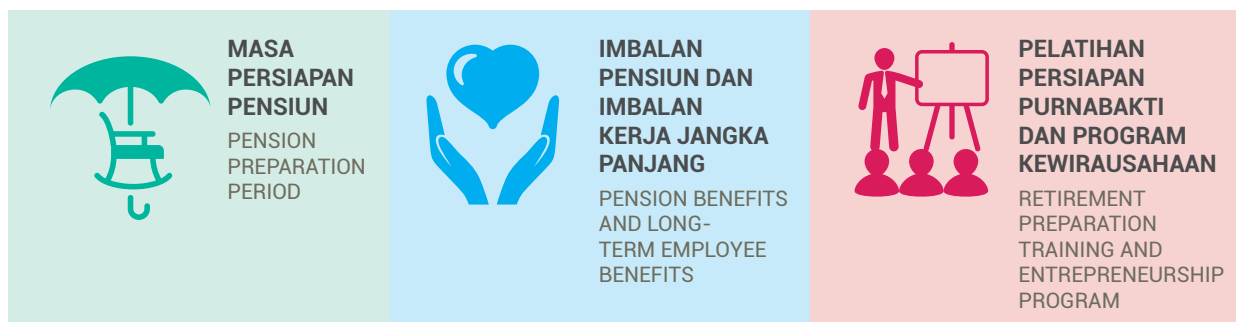 MASA
PERSIAPAN
PENSIUN
PENSION
PREPARATION
PERIOD
IMBALAN
PENSIUN DAN
IMBALAN
KERJA JANGKA
PANJANG
PENSION BENEFITS
AND LONG-
TERM EMPLOYEE
BENEFITS
PELATIHAN
PERSIAPAN
PURNABAKTI
DAN PROGRAM
KEWIRAUSAHAAN
RETIREMENT
PREPARATION
TRAINING AND
ENTREPRENEURSHIP
PROGRAM